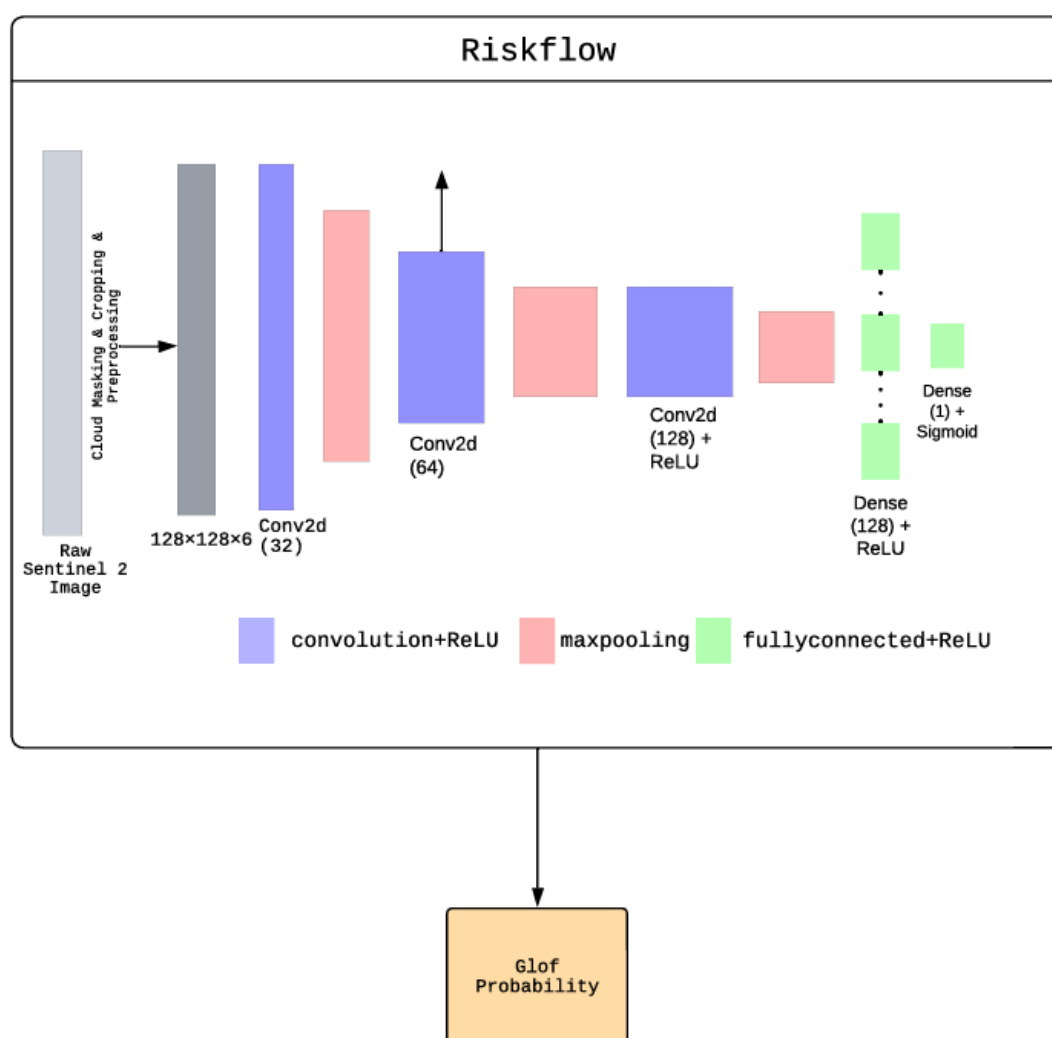 Riskflow
Cloud Masking & Cropping &
Preprocessing
Raw
Sentinel 2
Image
128×128×6
Conv2d
(32)
Conv2d
(64)
Conv2d
(128) +
ReLU
Dense
(128) +
ReLU
Dense
(1) +
Sigmoid
convolution+ReLU
maxpooling
fullyconnected+ReLU
Glof
Probability